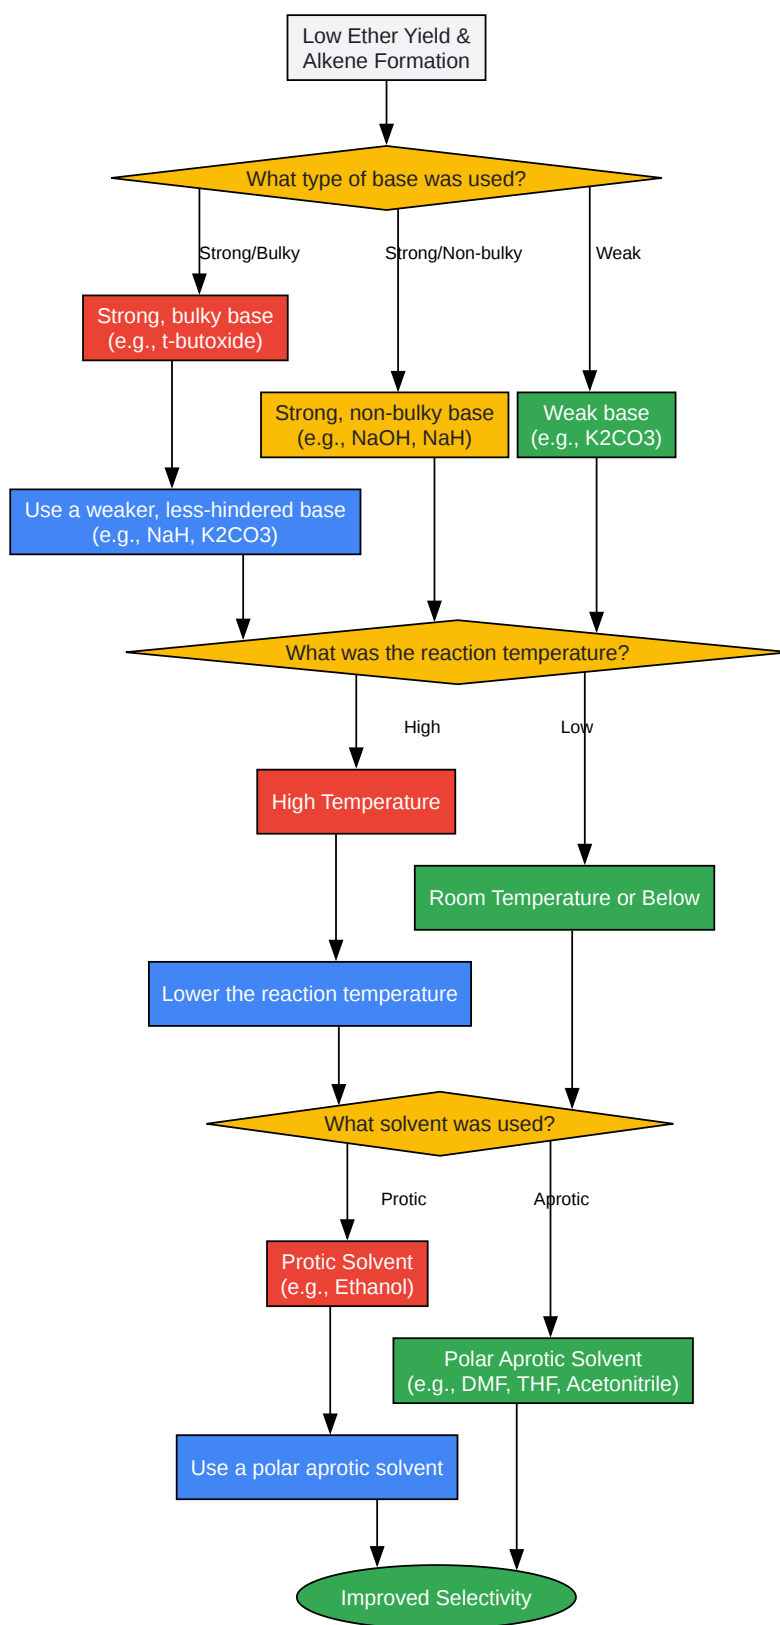 Low Ether Yield &
Alkene Formation
What type of base was used?
Strong/Bulky
Strong/Non-bulky
Weak
Strong, bulky base
(e.g., t-butoxide)
Strong, non-bulky base
(e.g., NaOH, NaH)
Weak base
(e.g., K2CO3)
Use a weaker, less-hindered base
(e.g., NaH, K2CO3)
What was the reaction temperature?
High
Low
High Temperature
Room Temperature or Below
Lower the reaction temperature
What solvent was used?
Protic
Aprotic
Protic Solvent
(e.g., Ethanol)
Polar Aprotic Solvent
(e.g., DMF, THF, Acetonitrile)
Use a polar aprotic solvent
Improved Selectivity